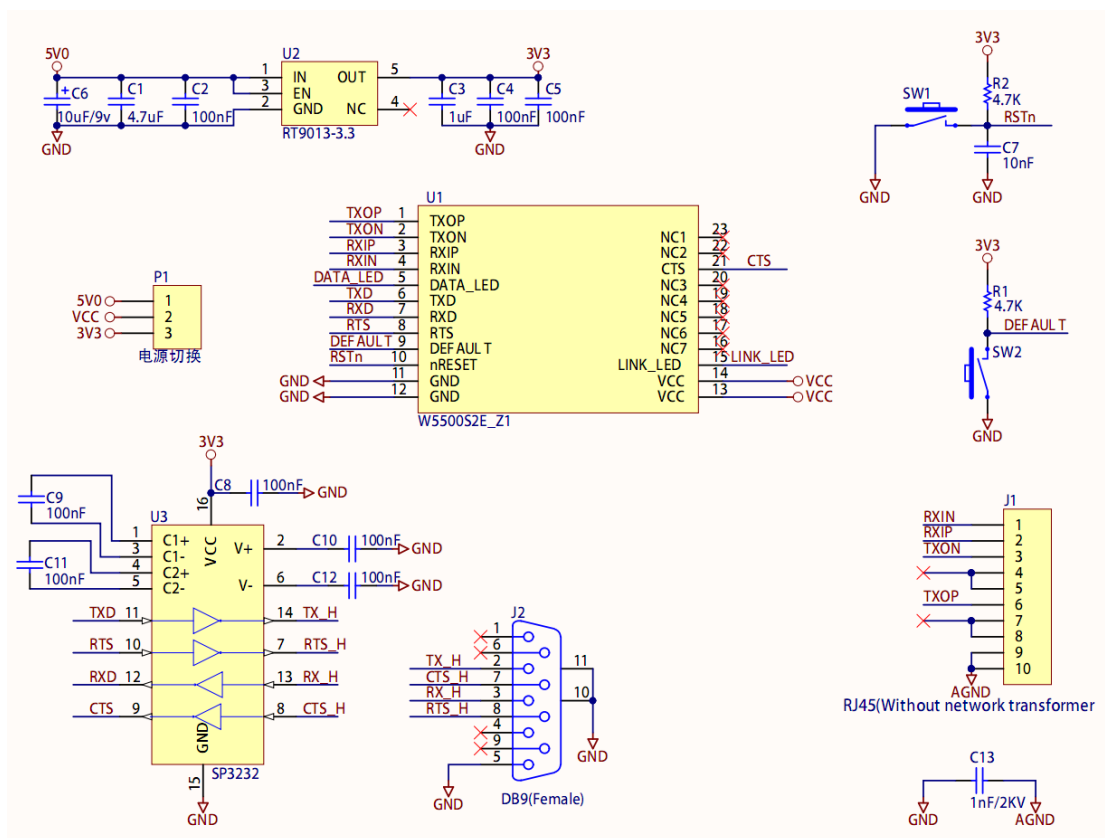 5V0
C6
10uF/9v
C1
4.7uF
C2
100nF
GND
U2
1 IN OUT 5
3 EN
2 GND NC 4
RT9013-3.3
3V3
C3
1uF
C4
100nF
C5
100nF
GND
3V3
R2
4.7K
SW1
RSTn
C7
10nF
GND
GND
U1
TXOP 1 TXOP
TXON 2 TXON
RXIP 3 RXIP
RXIN 4 RXIN
DATA_LED 5 DATA_LED
TXD 6 TXD
RXD 7 RXD
RTS 8 RTS
DEFAULT 9 DEFAULT
RSTn 10 nRESET
GND 11 GND
GND 12 GND
NC1 23
NC2 22
CTS 21 CTS
NC3 20
NC4 19
NC5 18
NC6 17
NC7 16
LINK_LED 15 LINK_LED
VCC 14 VCC
VCC 13 VCC
W5500S2E_Z1
P1
5V0 1
VCC 2
3V3 3
电源切换
3V3
R1
4.7K
DEFAULT
SW2
GND
3V3
C8 100nF GND
16
C9
100nF
C11
100nF
U3
1 C1+
3 C1-
4 C2+
5 C2-
VCC
V+ 2 C10 100nF GND
V- 6 C12 100nF GND
TXD 11 14 TX_H
RTS 10 7 RTS_H
RXD 12 13 RX_H
CTS 9 8 CTS_H
GND
15
SP3232
GND
J2
1
6
TX_H 2
CTS_H 7
RX_H 3
RTS_H 8
4
9
5
11
10
GND
GND
DB9(Female)
J1
RXIN 1
RXIP 2
TXON 3
4
5
TXOP 6
7
8
9
10
AGND
RJ45(Without network transformer
C13
1nF/2KV
GND
AGND